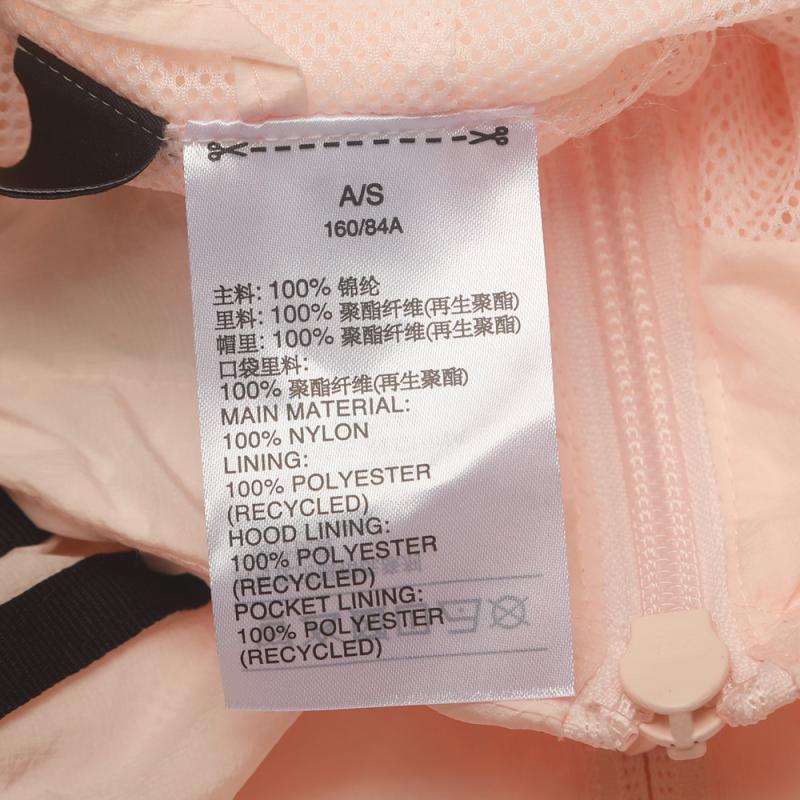 A/S
160/84A
主料: 100% 锦纶
里料: 100% 聚酯纤维(再生聚酯)
帽里: 100% 聚酯纤维(再生聚酯)
口袋里料:
100% 聚酯纤维(再生聚酯)
MAIN MATERIAL:
100% NYLON
LINING:
100% POLYESTER
(RECYCLED)
HOOD LINING:
100% POLYESTER
(RECYCLED)
POCKET LINING:
100% POLYESTER
(RECYCLED)